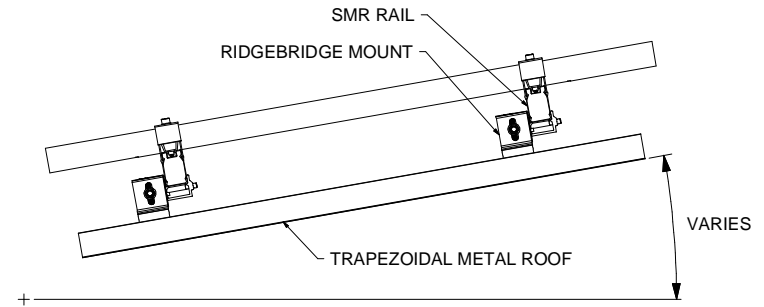 SMR RAIL
RIDGEBRIDGE MOUNT
VARIES
TRAPEZOIDAL METAL ROOF